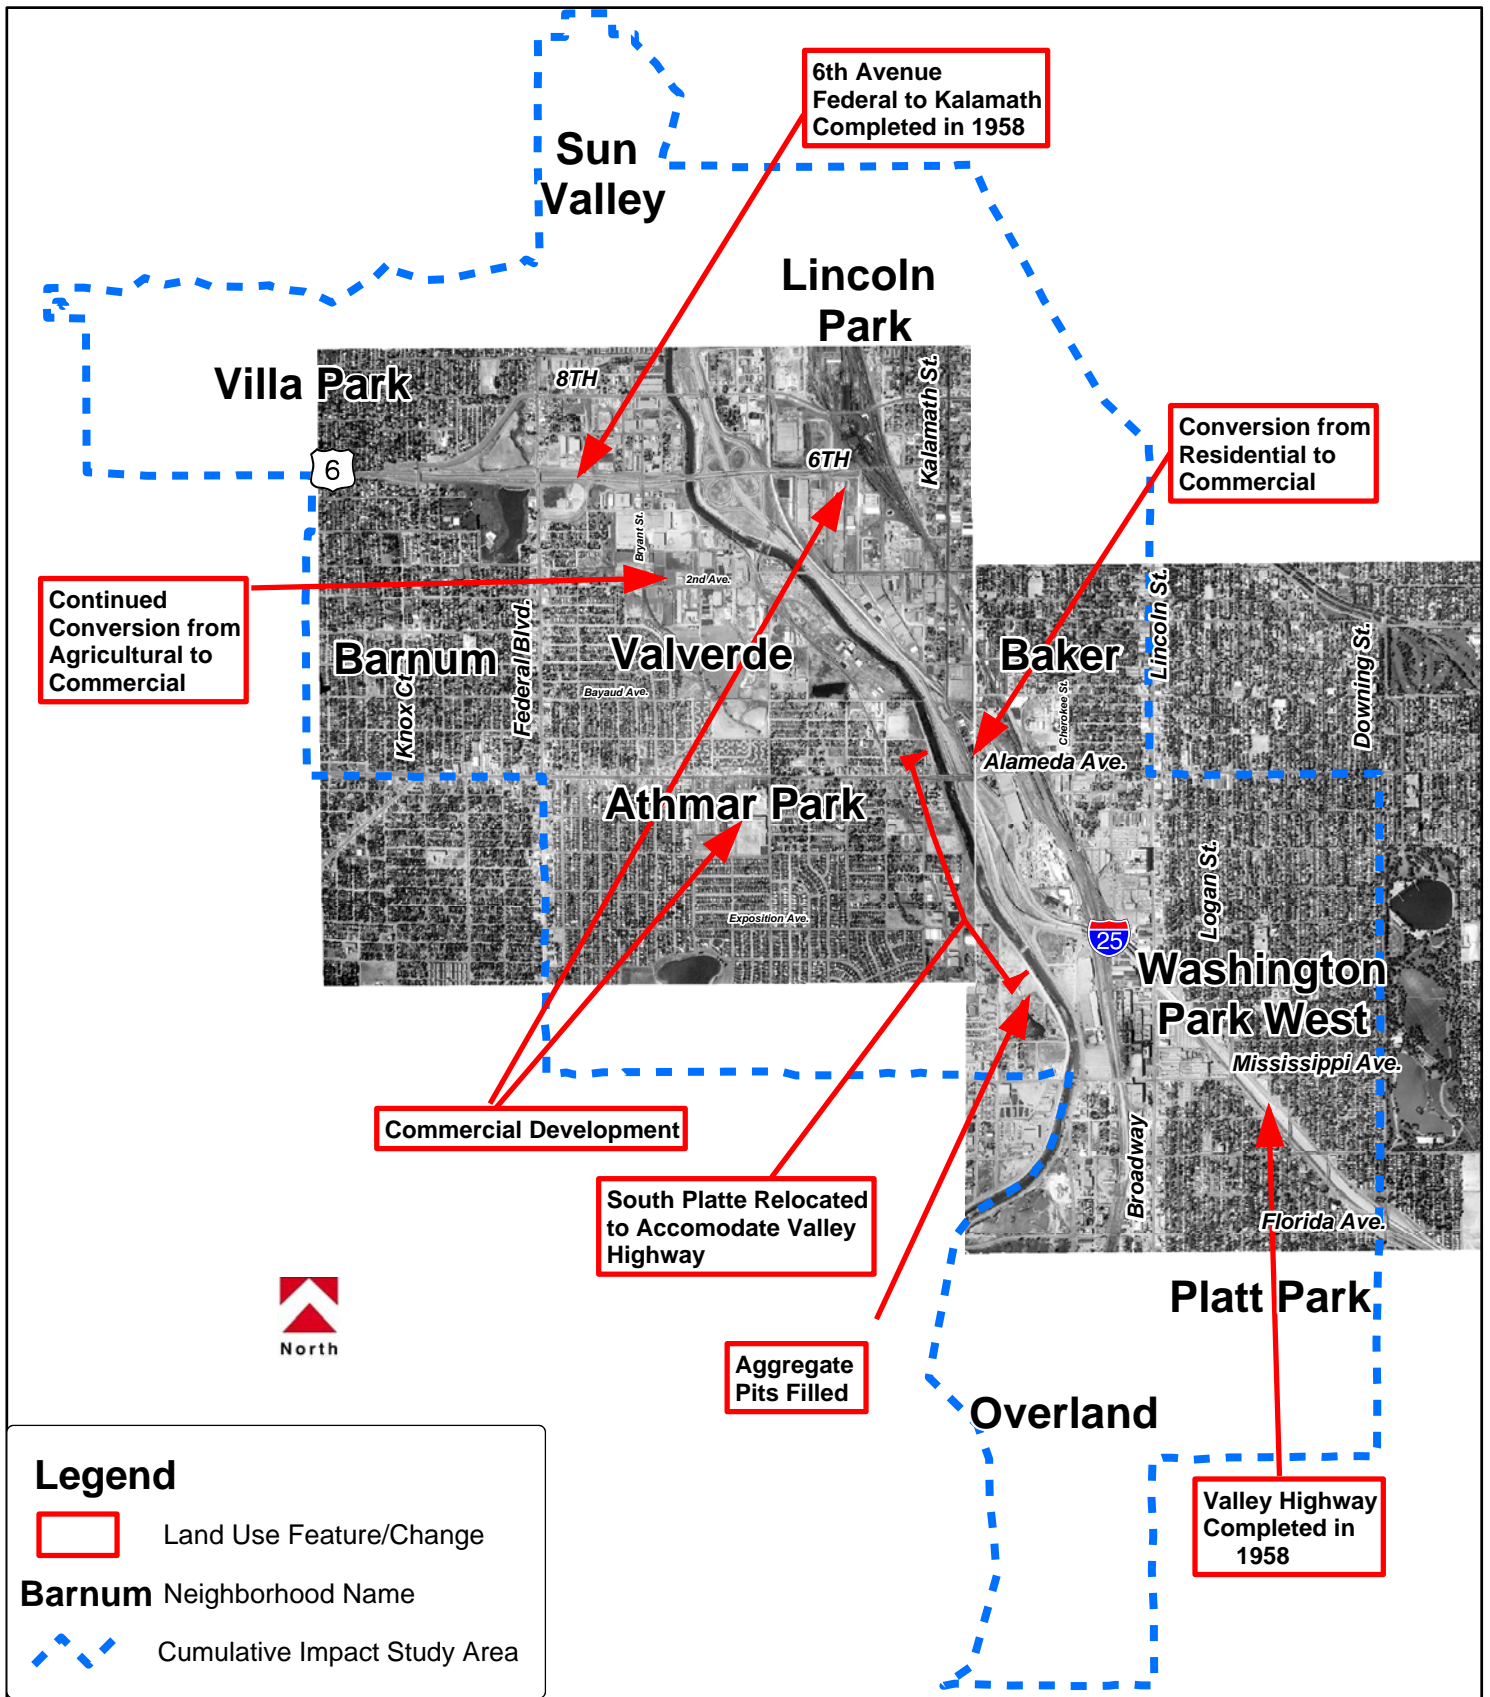 6th Avenue
Federal to Kalamath
Completed in 1958
Sun
Valley
Lincoln
Park
Villa Park
8TH
Kalamath St.
6
6TH
Conversion from
Residential to
Commercial
Bryant St.
2nd Ave.
Continued
Conversion from
Agricultural to
Commercial
Barnum
Knox Ct
Federal Blvd.
Valverde
Bayaud Ave.
Baker
Cherokee St.
Lincoln St.
Downing St.
Alameda Ave.
Athmar Park
Exposition Ave.
Logan St.
25
Washington
Park West
Mississippi Ave.
Commercial Development
Broadway
South Platte Relocated
to Accomodate Valley
Highway
Florida Ave.
North
Platt Park
Aggregate
Pits Filled
Overland
Valley Highway
Completed in
1958
Legend
Land Use Feature/Change
Barnum Neighborhood Name
Cumulative Impact Study Area